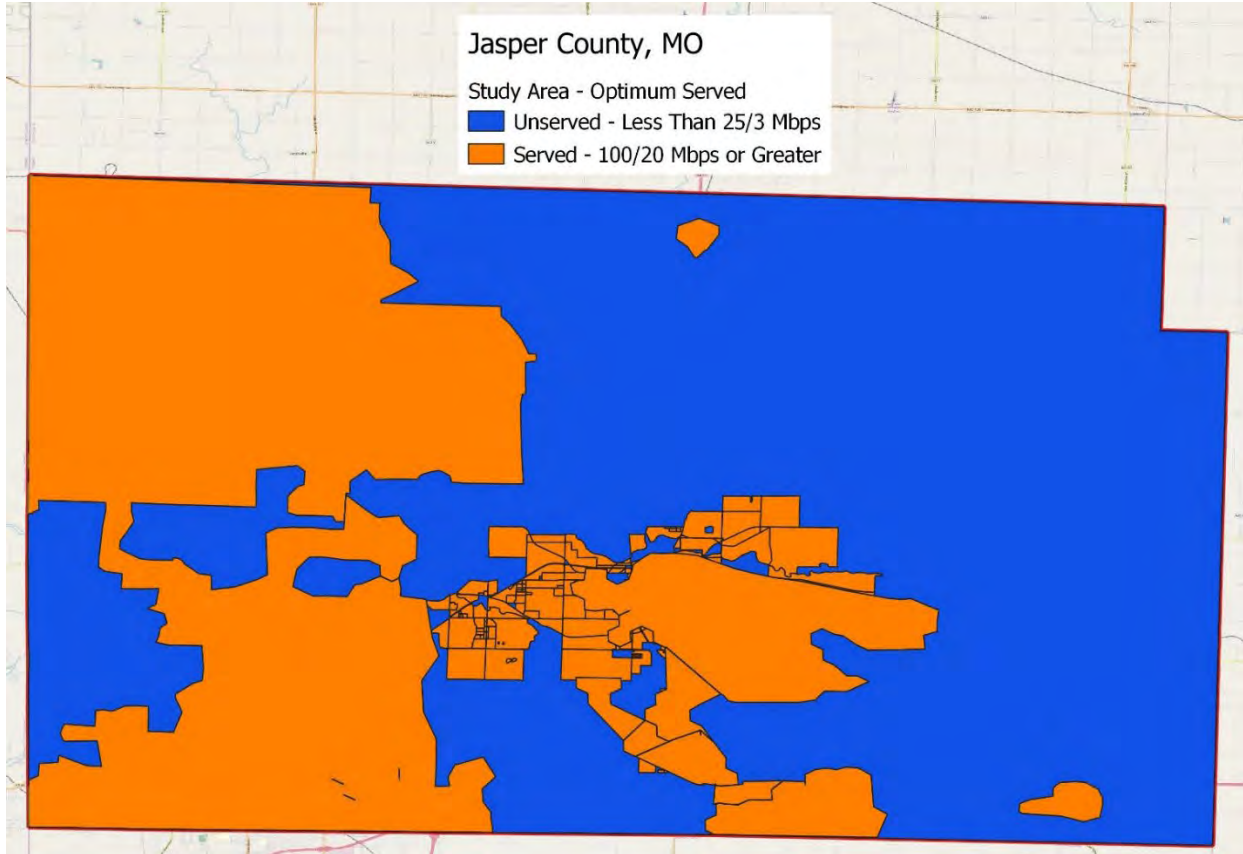 Jasper County, MO
Study Area - Optimum Served
Unserved - Less Than 25/3 Mbps
Served - 100/20 Mbps or Greater